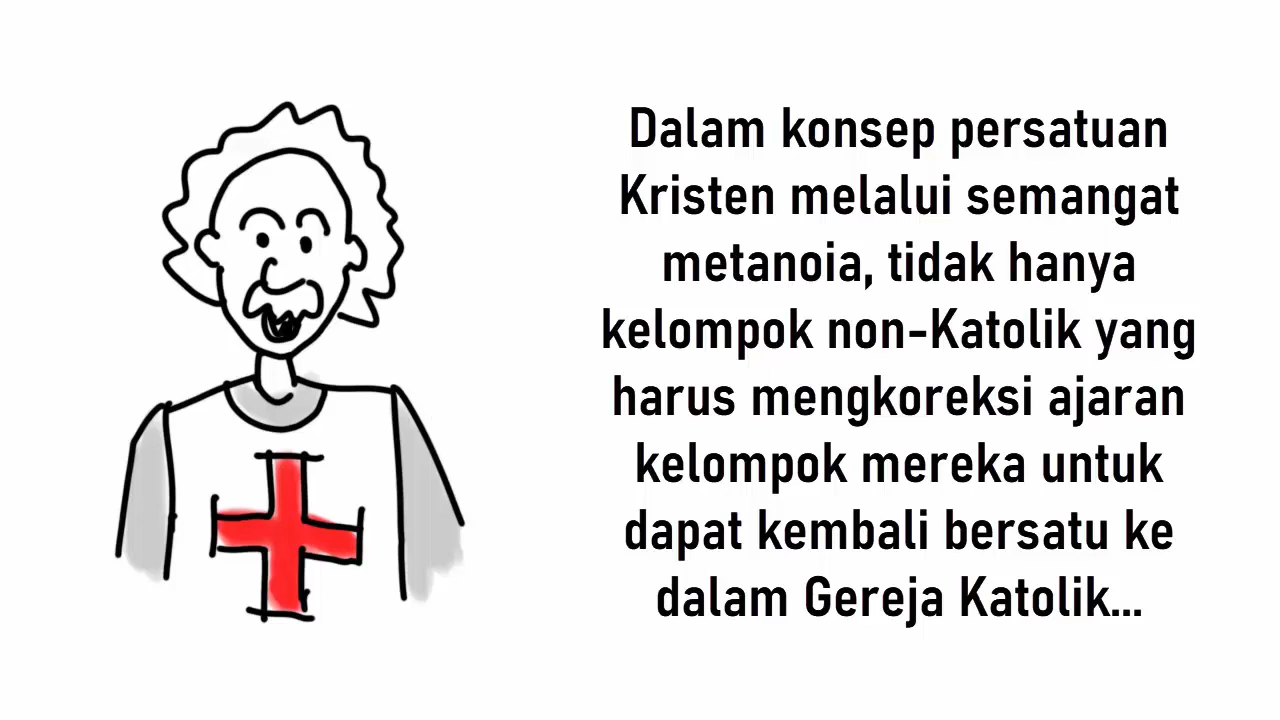 Dalam konsep persatuan
Kristen melalui semangat
metanoia, tidak hanya
kelompok non-Katolik yang
harus mengkoreksi ajaran
kelompok mereka untuk
dapat kembali bersatu ke
dalam Gereja Katolik...